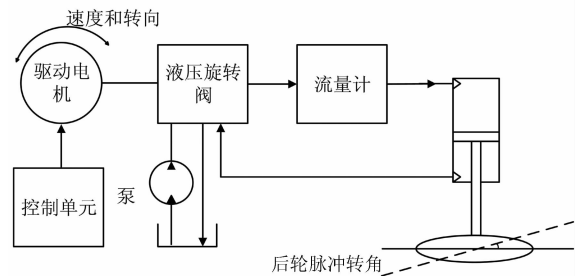 速度和转向
驱动电
机
液压旋转
阀
流量计
控制单元
泵
后轮脉冲转角